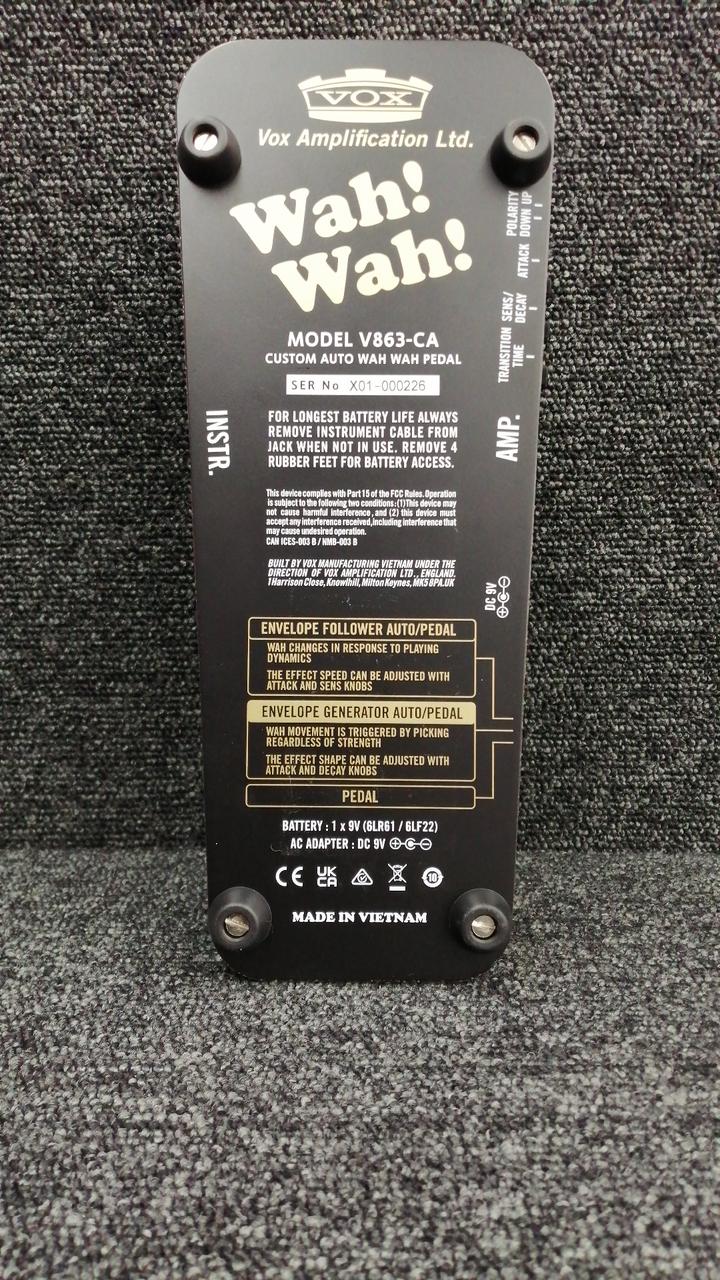 VOX
Vox Amplification Ltd.
Wah!
Wah!
MODEL V863-CA
CUSTOM AUTO WAH WAH PEDAL
SER No X01-000226
POLARITY
DOWN UP
ATTACK
SENS/
DECAY
TRANSITION
TIME
INSTR.
AMP.
FOR LONGEST BATTERY LIFE ALWAYS
REMOVE INSTRUMENT CABLE FROM
JACK WHEN NOT IN USE. REMOVE 4
RUBBER FEET FOR BATTERY ACCESS.
This device complies with Part 15 of the FCC Rules. Operation
is subject to the following two conditions: (1) This device may
not cause harmful interference, and (2) this device must
accept any interference received, including interference that
may cause undesired operation.
CAN ICES-003 B / NMB-003 B
BUILT BY VOX MANUFACTURING VIETNAM UNDER THE
DIRECTION OF VOX AMPLIFICATION LTD., ENGLAND.
1 Harrison Close, Knowlhill, Milton Keynes, MK5 8PA.UK
DC 9V
ENVELOPE FOLLOWER AUTO/PEDAL
WAH CHANGES IN RESPONSE TO PLAYING
DYNAMICS
THE EFFECT SPEED CAN BE ADJUSTED WITH
ATTACK AND SENS KNOBS
ENVELOPE GENERATOR AUTO/PEDAL
WAH MOVEMENT IS TRIGGERED BY PICKING
REGARDLESS OF STRENGTH
THE EFFECT SHAPE CAN BE ADJUSTED WITH
ATTACK AND DECAY KNOBS
PEDAL
BATTERY : 1 x 9V (6LR61 / 6LF22)
AC ADAPTER : DC 9V
CE UK CA 10
MADE IN VIETNAM